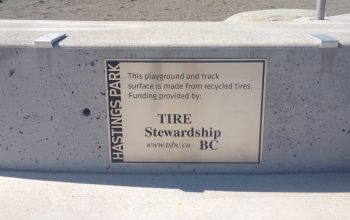 HASTINGS PARK
This playground and track
surface is made from recycled tires.
Funding provided by:
TIRE
Stewardship
www.tsbc.ca BC